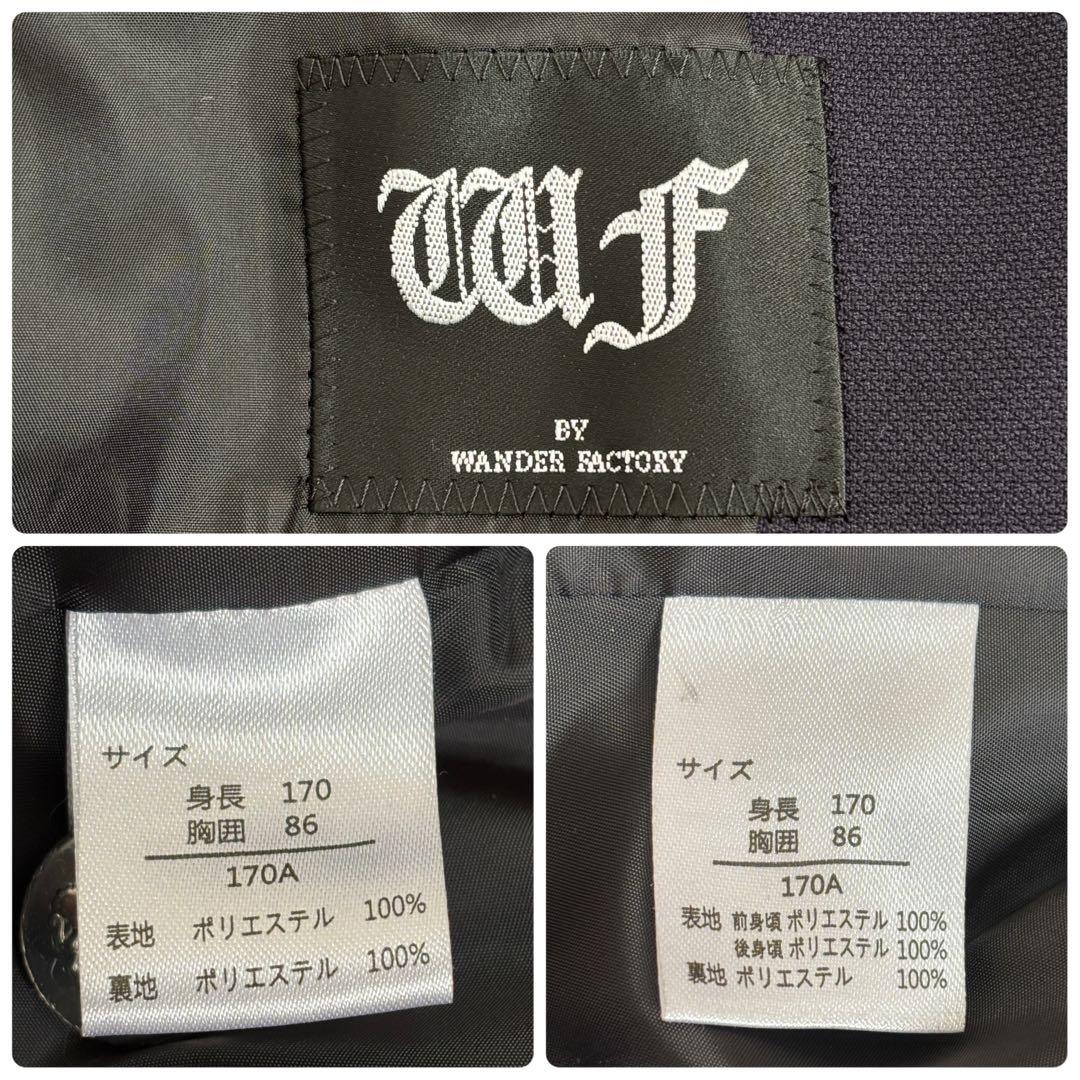 WF
BY
WANDER FACTORY
サイズ
身長 170
胸囲 86
170A
表地 ポリエステル 100%
裏地 ポリエステル 100%
サイズ
身長 170
胸囲 86
170A
表地 前身頃 ポリエステル 100%
後身頃 ポリエステル 100%
裏地 ポリエステル 100%